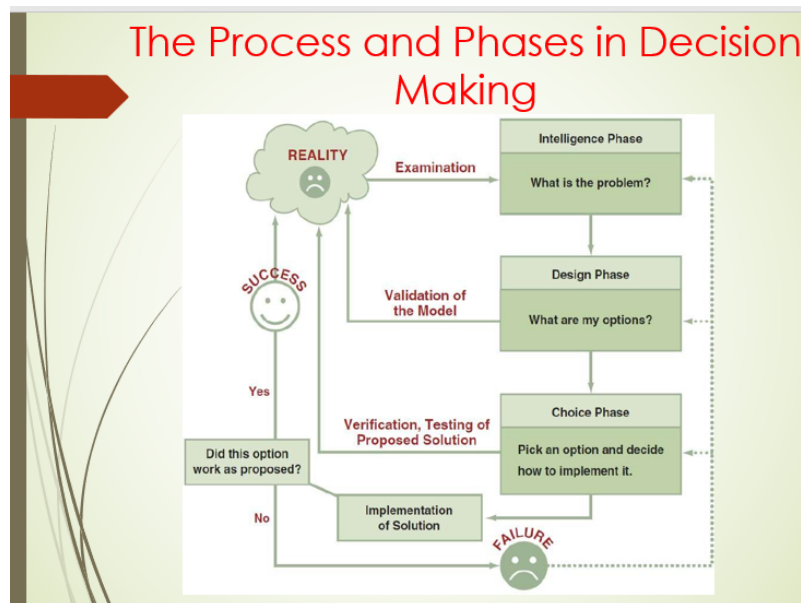 The Process and Phases in Decision
Making
REALITY
Examination
Intelligence Phase
What is the problem?
Design Phase
What are my options?
Validation of
the Model
SUCCESS
Yes
Choice Phase
Pick an option and decide
how to implement it.
Verification, Testing of
Proposed Solution
Did this option
work as proposed?
Implementation
of Solution
No
FAILURE